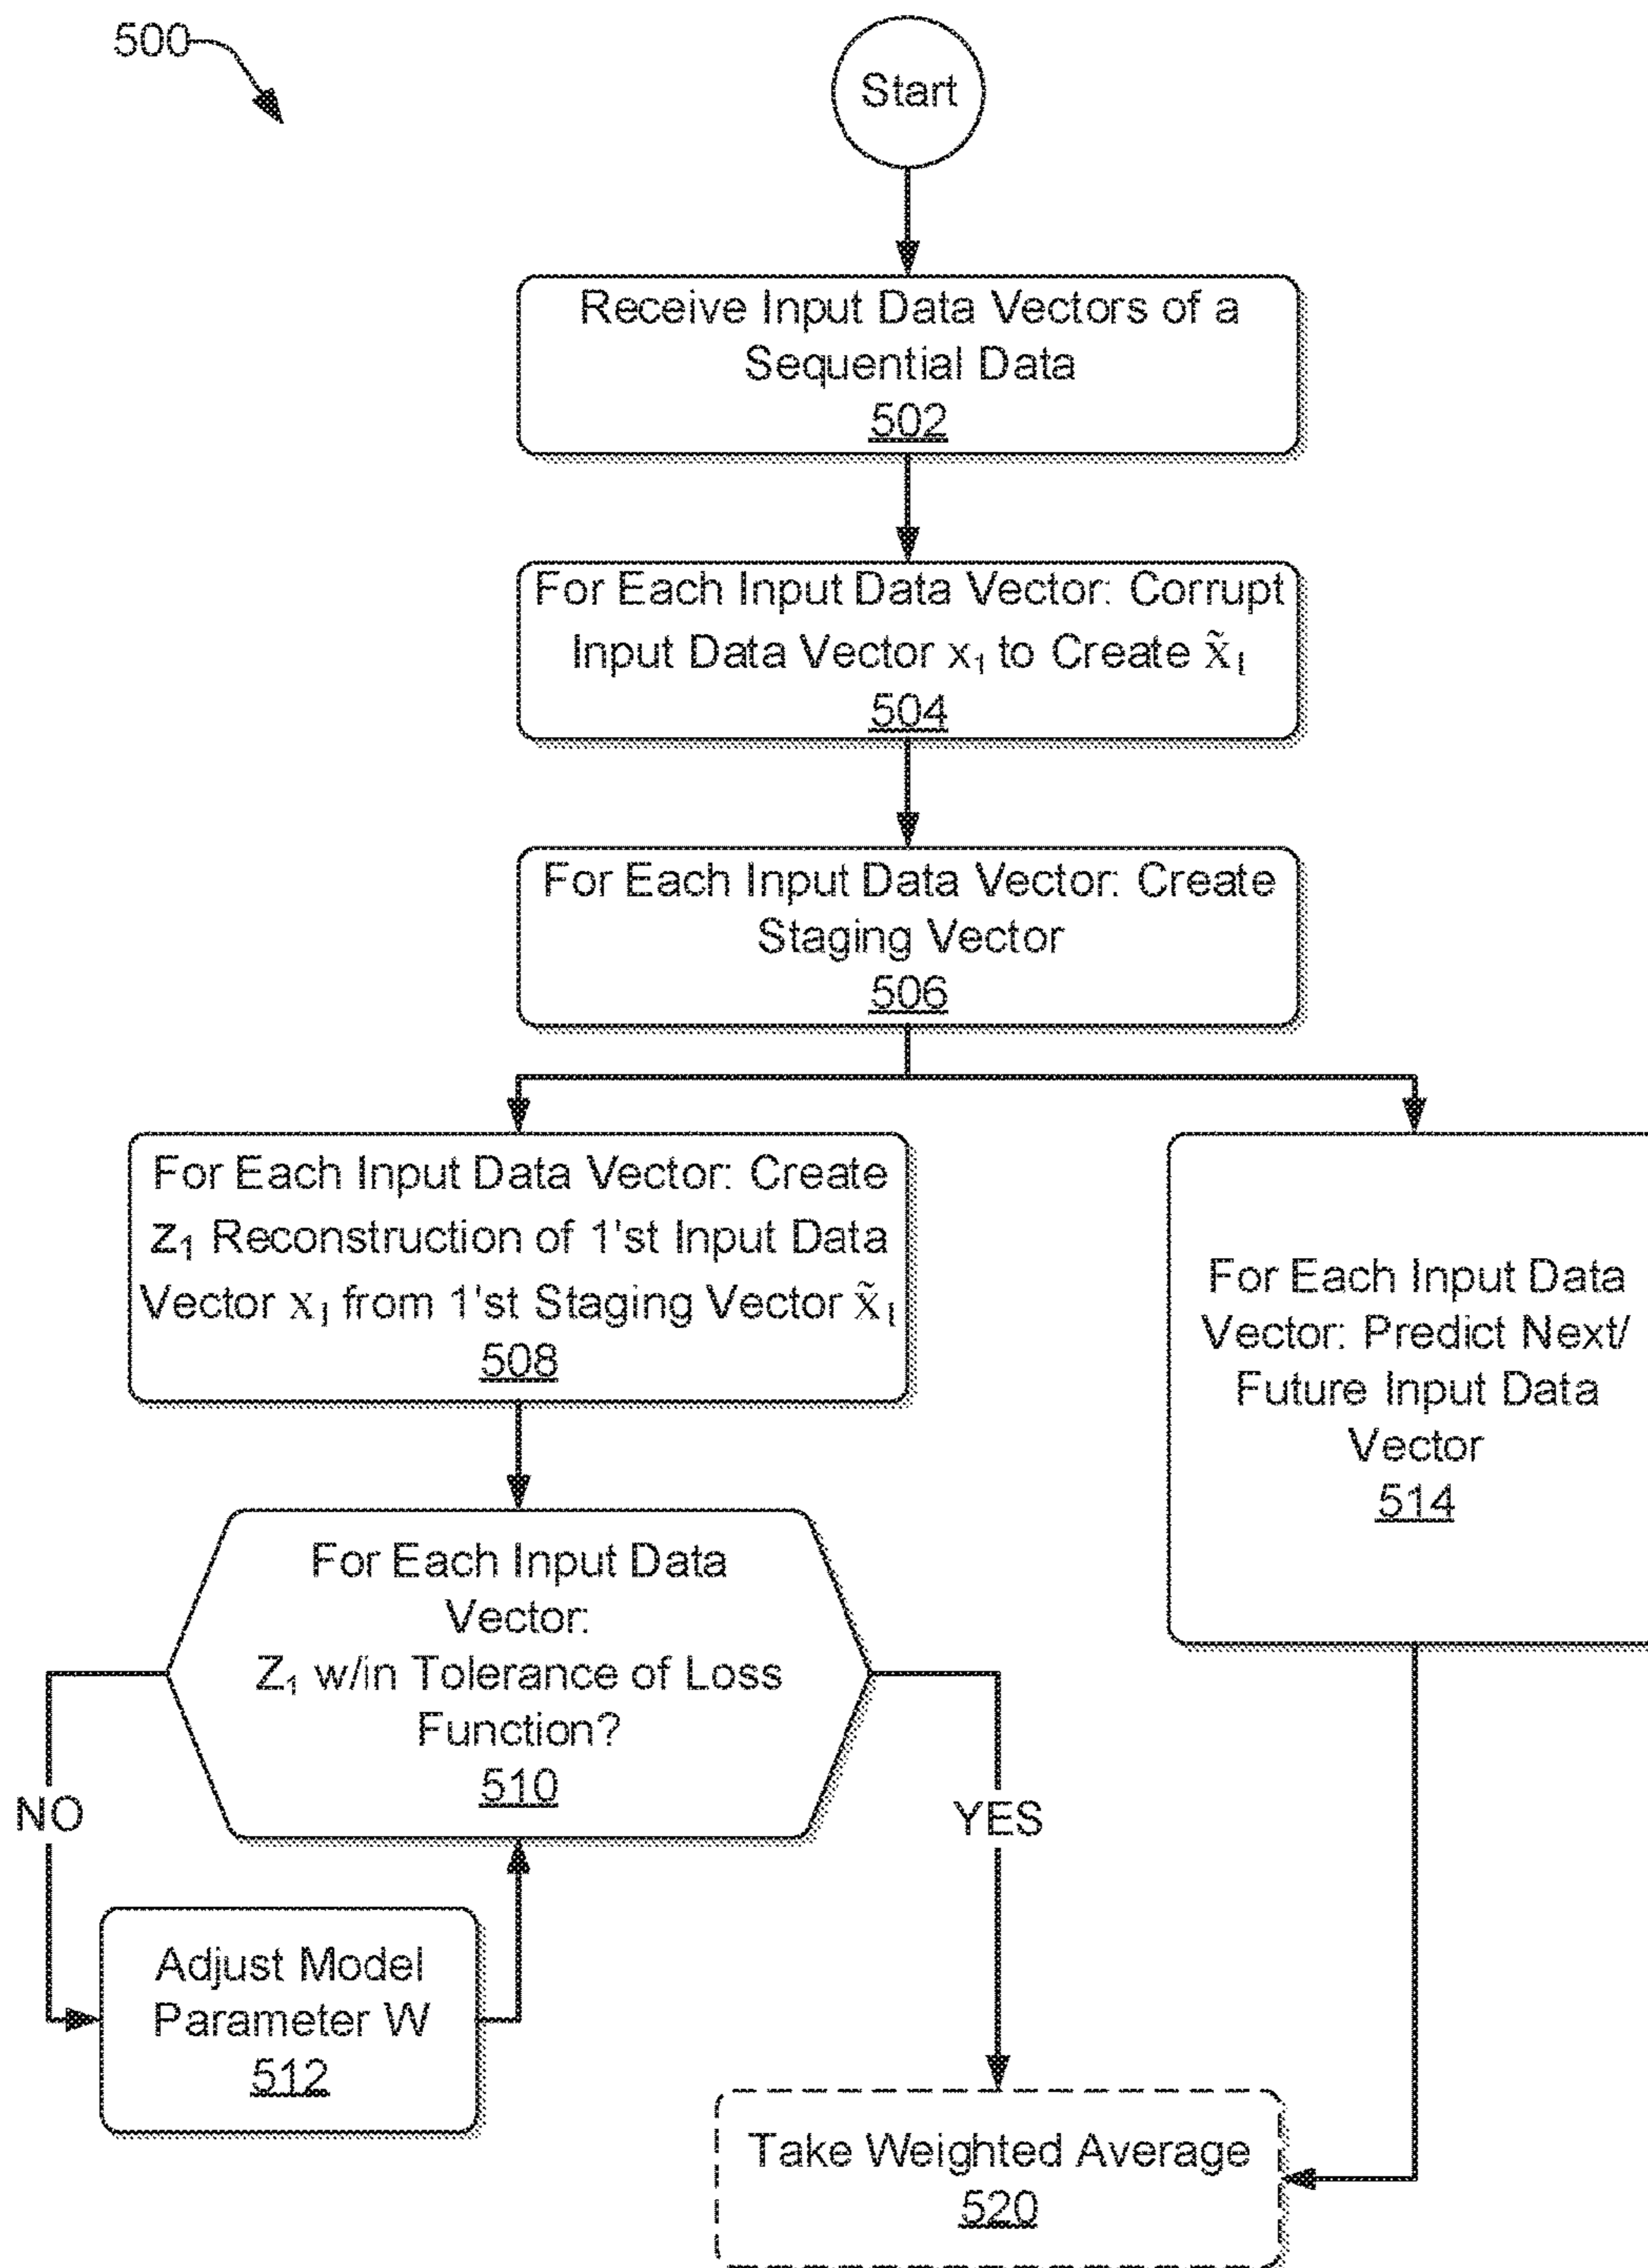 500
Start
Receive Input Data Vectors of a
Sequential Data
502
For Each Input Data Vector: Corrupt
Input Data Vector x₁ to Create x̃₁
504
For Each Input Data Vector: Create
Staging Vector
506
For Each Input Data Vector: Create
z₁ Reconstruction of 1'st Input Data
Vector x₁ from 1'st Staging Vector x̃₁
508
For Each Input Data
Vector: Predict Next/
Future Input Data
Vector
514
For Each Input Data
Vector:
Z₁ w/in Tolerance of Loss
Function?
510
NO
YES
Adjust Model
Parameter W
512
Take Weighted Average
520